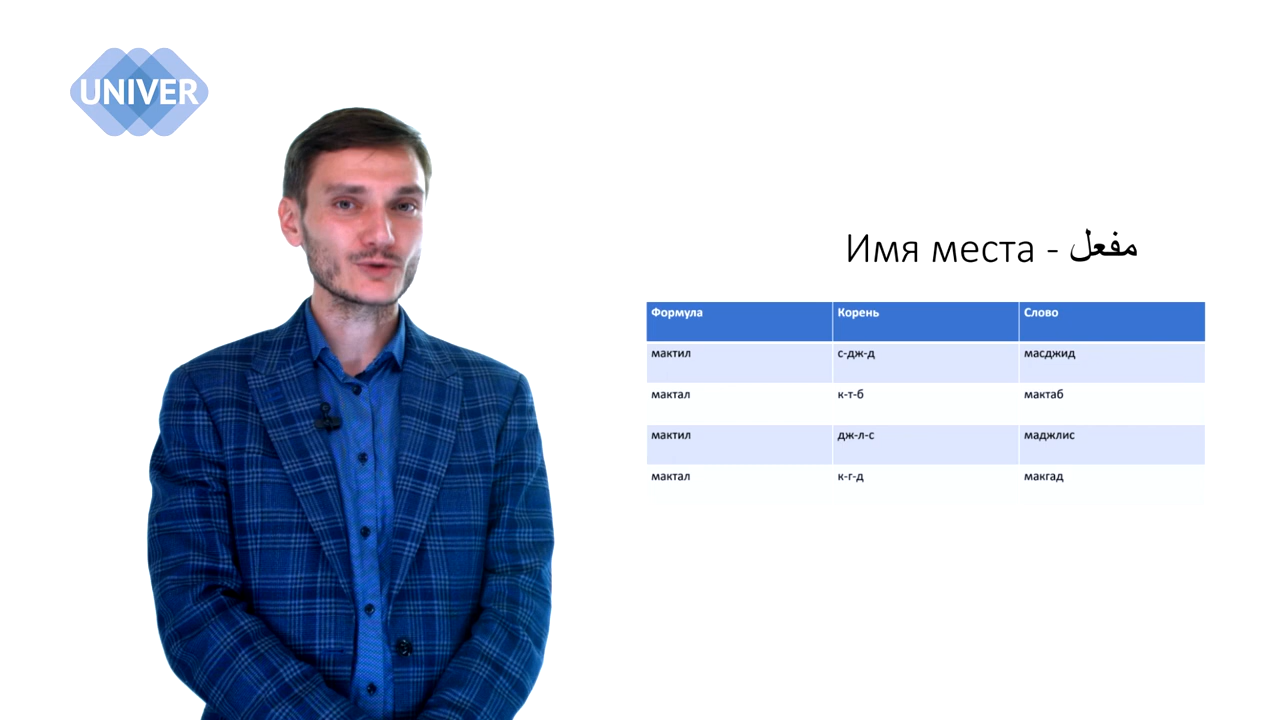 UNIVER
Имя места - مفعل
Формула Корень Слово
мактил с-дж-д масджид
мактал к-т-б мактаб
мактил дж-л-с маджлис
мактал к-г-д макгад